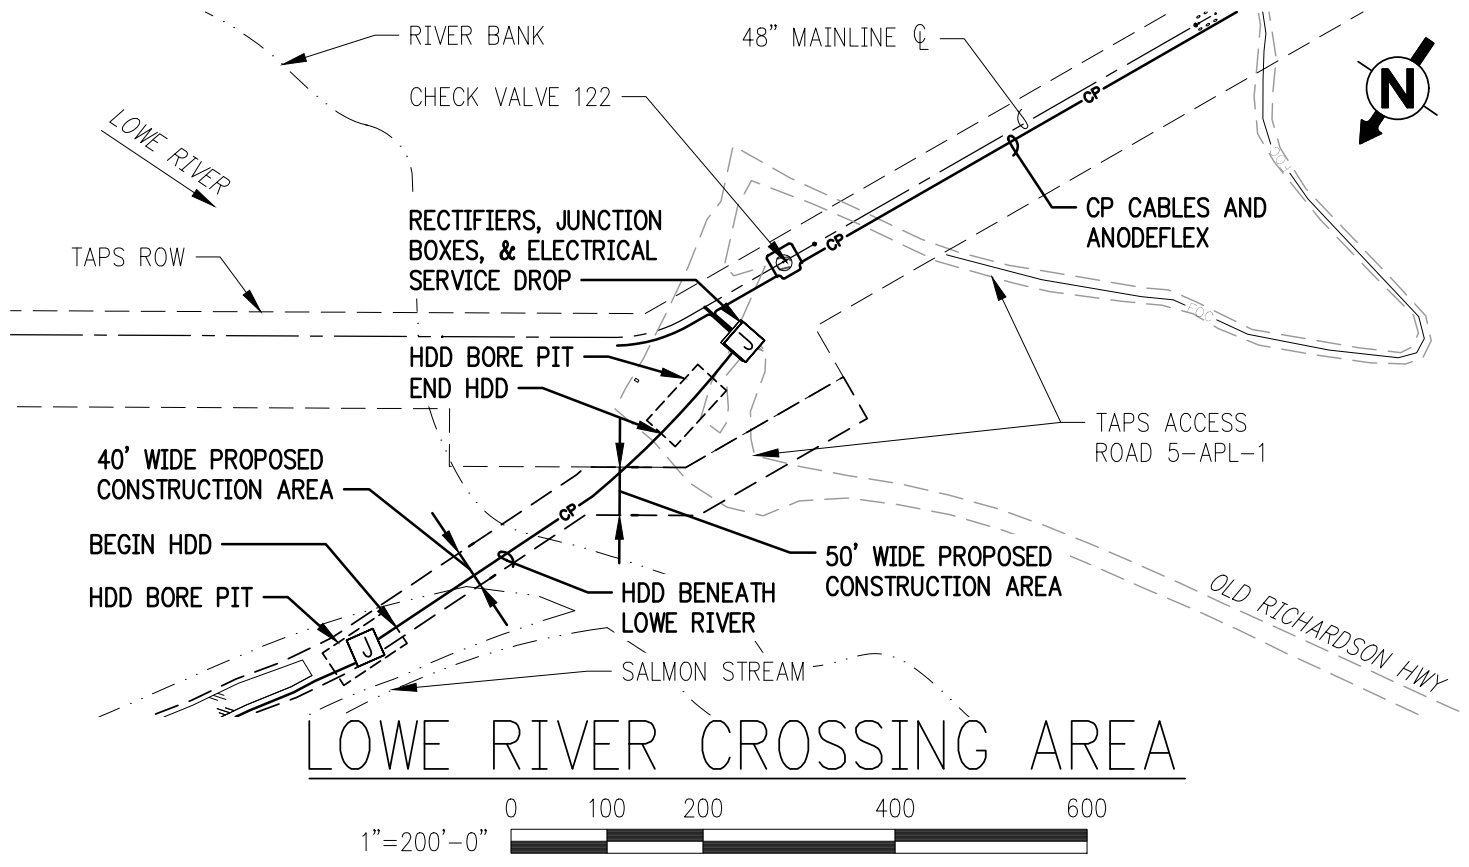 RIVER BANK
48" MAINLINE ℄
N
CHECK VALVE 122
CP
LOWE RIVER
RECTIFIERS, JUNCTION
BOXES, & ELECTRICAL
SERVICE DROP
CP CABLES AND
ANODEFLEX
CP
TAPS ROW
FOC
J
HDD BORE PIT
END HDD
TAPS ACCESS
ROAD 5-APL-1
40' WIDE PROPOSED
CONSTRUCTION AREA
CP
BEGIN HDD
50' WIDE PROPOSED
CONSTRUCTION AREA
HDD BORE PIT
HDD BENEATH
LOWE RIVER
OLD RICHARDSON HWY
J
SALMON STREAM
LOWE RIVER CROSSING AREA
0 100 200 400 600
1"=200'-0"